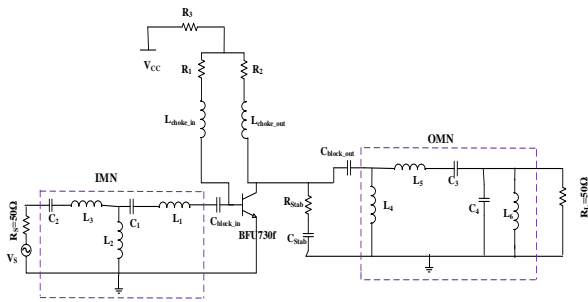 R3
VCC
R1
R2
Lchoke_in
Lchoke_out
IMN
OMN
Cblock_out
L5
C3
RStab
L4
C4
L6
RL=50Ω
RS=50Ω
C2
L3
C1
L1
Cblock_in
L2
BFU730f
CStab
VS